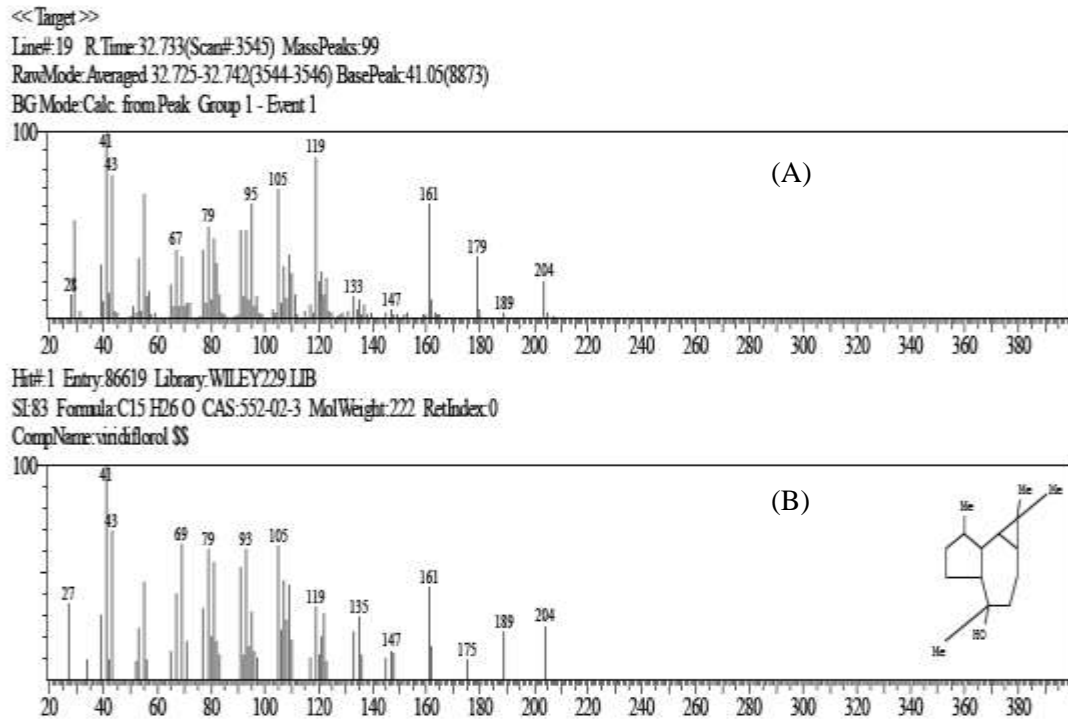 << Target >>
Line#:19 R.Time:32.733(Scan#:3545) MassPeaks:99
RawMode:Averaged 32.725-32.742(3544-3546) BasePeak:41.05(8873)
BG Mode:Calc. from Peak Group 1 - Event 1
100
41
43
119
(A)
105
95
161
79
67
179
28
133
147
189
204
20 40 60 80 100 120 140 160 180 200 220 240 260 280 300 320 340 360 380
Hit#:1 Entry:86619 Library:WILEY229.LIB
SI:83 Formula:C15 H26 O CAS:552-02-3 MolWeight:222 RetIndex:0
CompName:viridiflorol $$
100
41
43
(B)
69
79
93
105
27
119
135
161
147
175
189
204
Me Me
Me
HO
Me
20 40 60 80 100 120 140 160 180 200 220 240 260 280 300 320 340 360 380